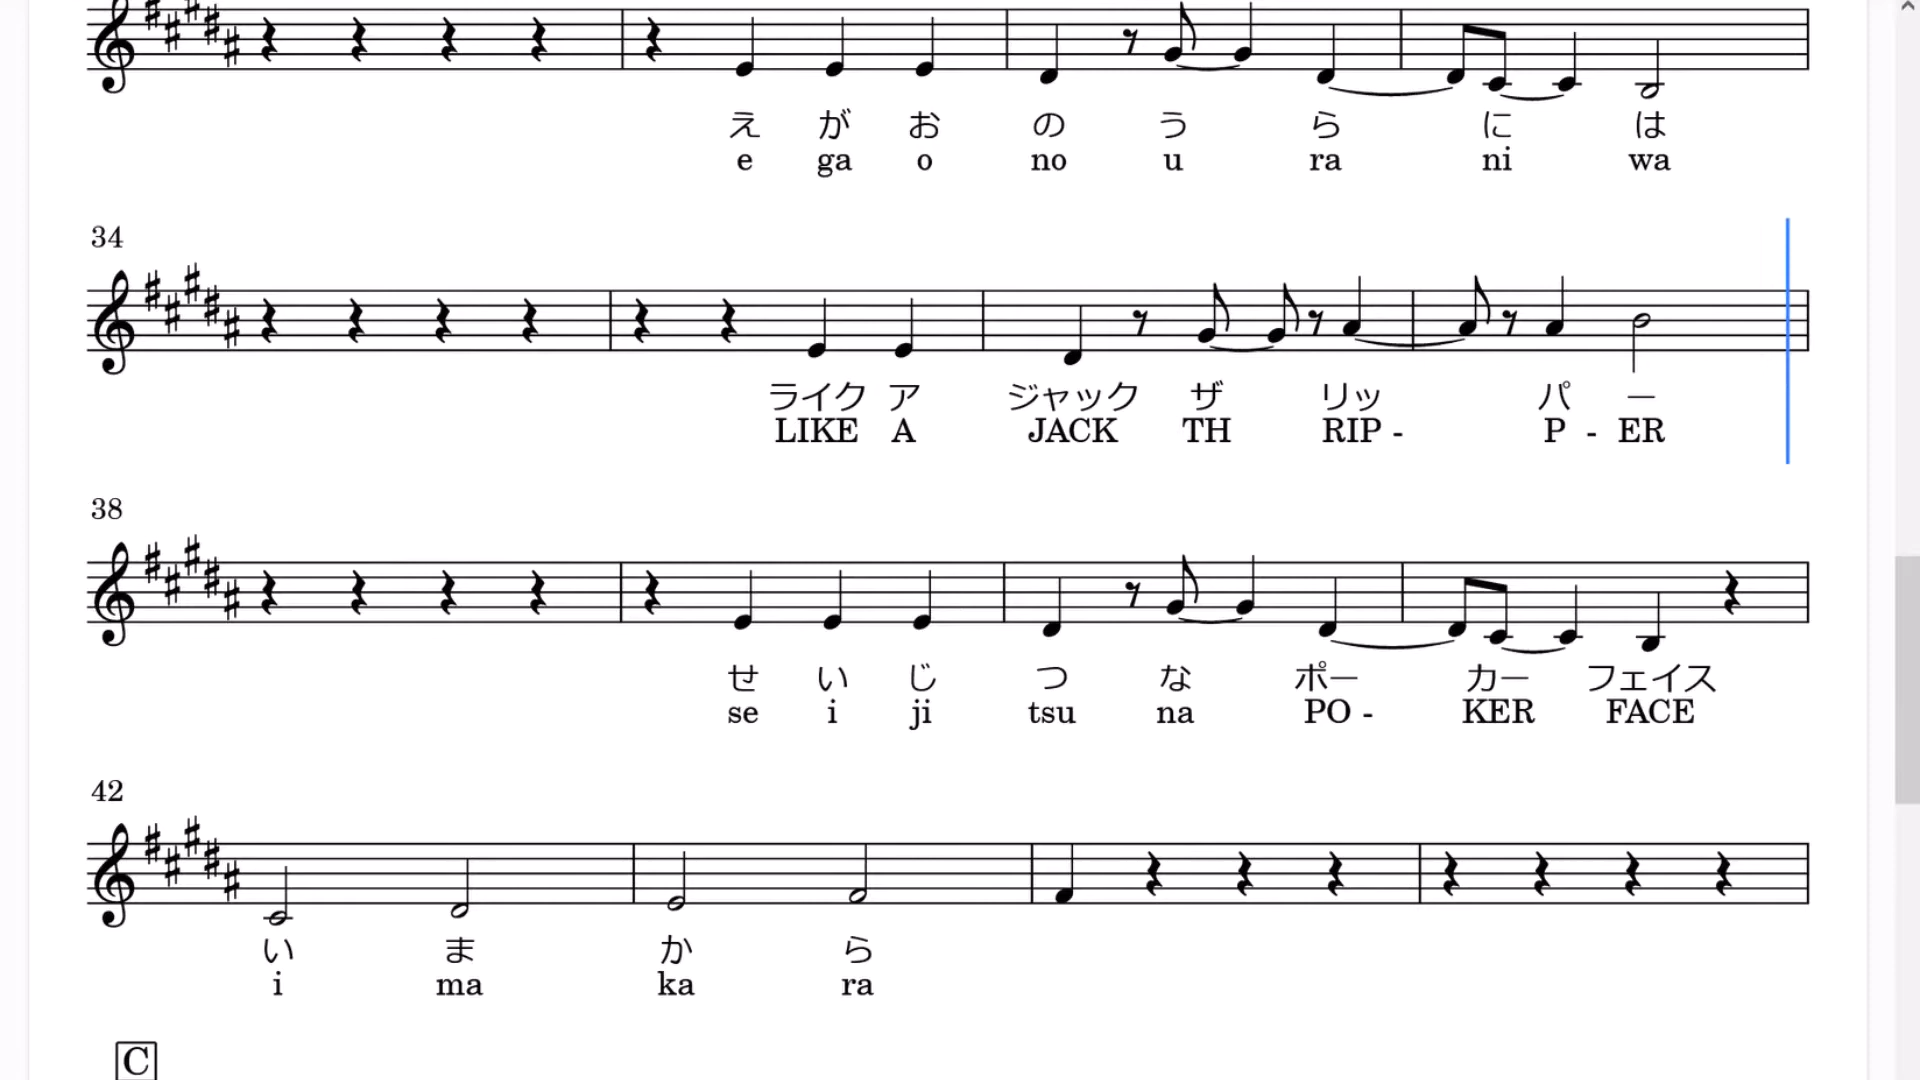 え が お の う ら に は
e ga o no u ra ni wa
34
ライク ア ジャック ザ リッ パ ー
LIKE A JACK TH RIP - P - ER
38
せ い じ つ な ポー カー フェイス
se i ji tsu na PO - KER FACE
42
い ま か ら
i ma ka ra
C